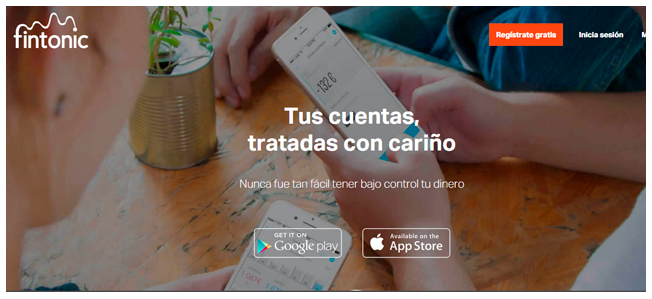 fintonic
Regístrate gratis
Inicia sesión
M
-132 €
Tus cuentas,
tratadas con cariño
Nunca fue tan fácil tener bajo control tu dinero
GET IT ON
Google play
Available on the
App Store